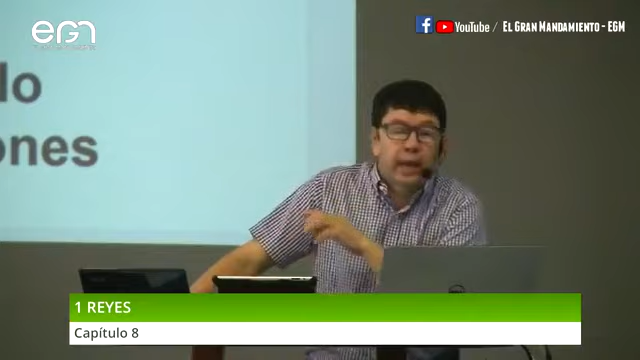 EGM
YouTube / El Gran Mandamiento - EGM
do
ones
1 REYES
Capítulo 8